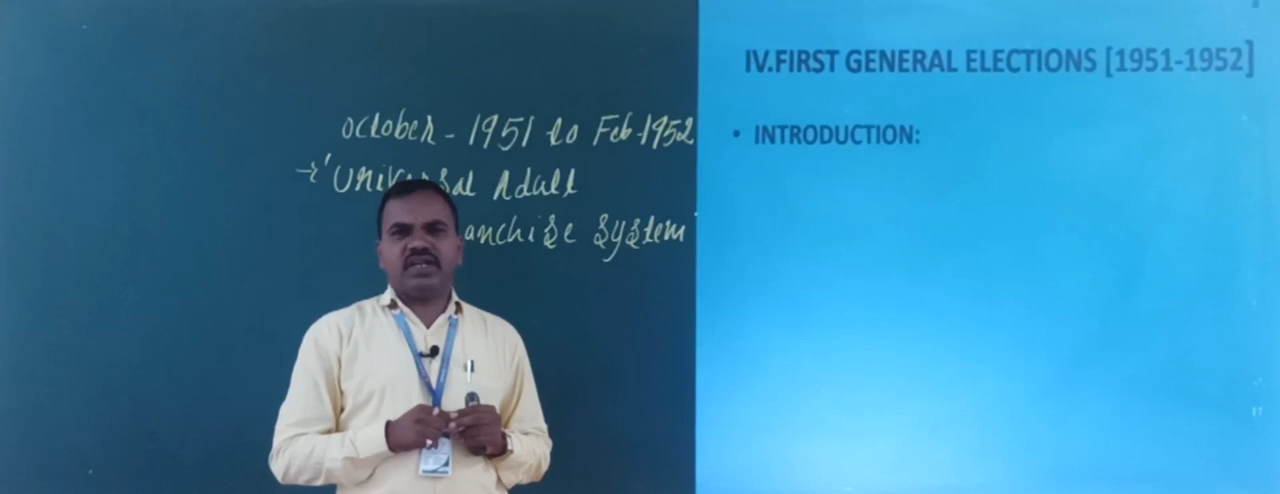 October - 1951 to Feb-1952
→' Universal Adult
anchise System
IV.FIRST GENERAL ELECTIONS [1951-1952]
• INTRODUCTION: